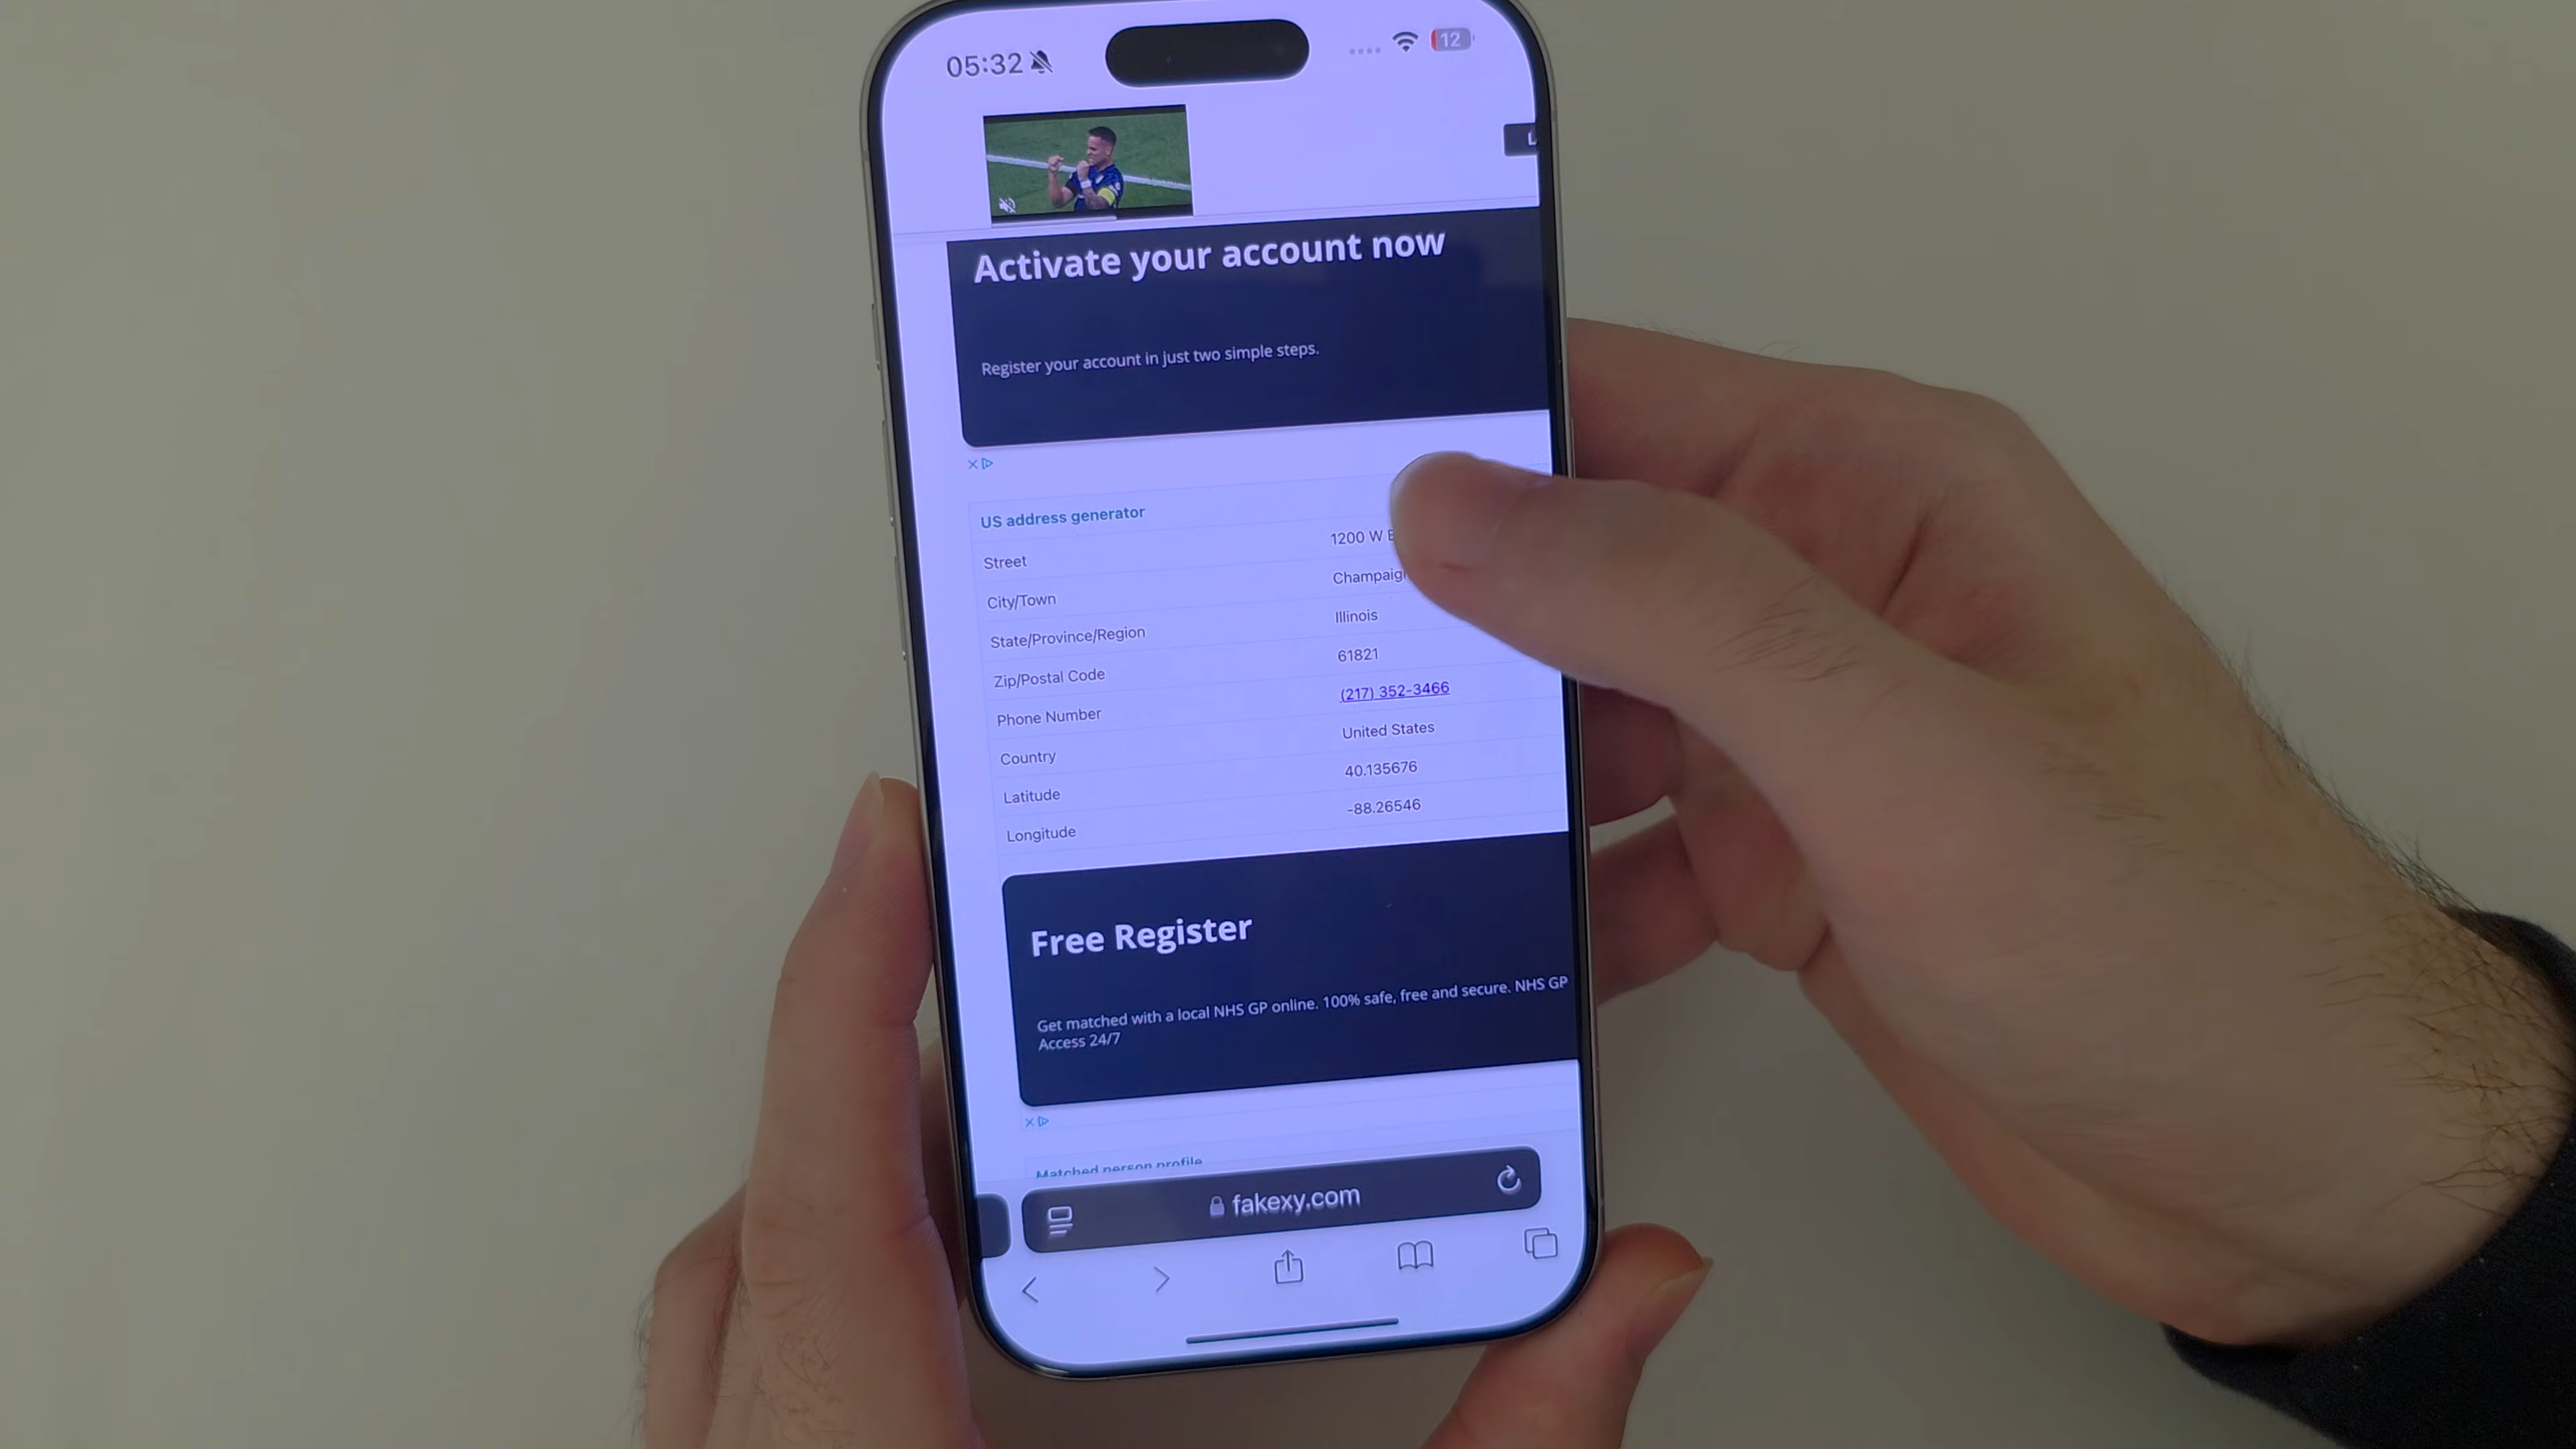 05:32
12
Activate your account now
Register your account in just two simple steps.
US address generator
Street 1200 W
City/Town
State/Province/Region Illinois
Zip/Postal Code 61821
Phone Number (217) 352-3466
Country United States
Latitude 40.135676
Longitude -88.26546
Free Register
Get matched with a local NHS GP online. 100% safe, free and secure. NHS GP
Access 24/7
Matched person profile
fakexy.com